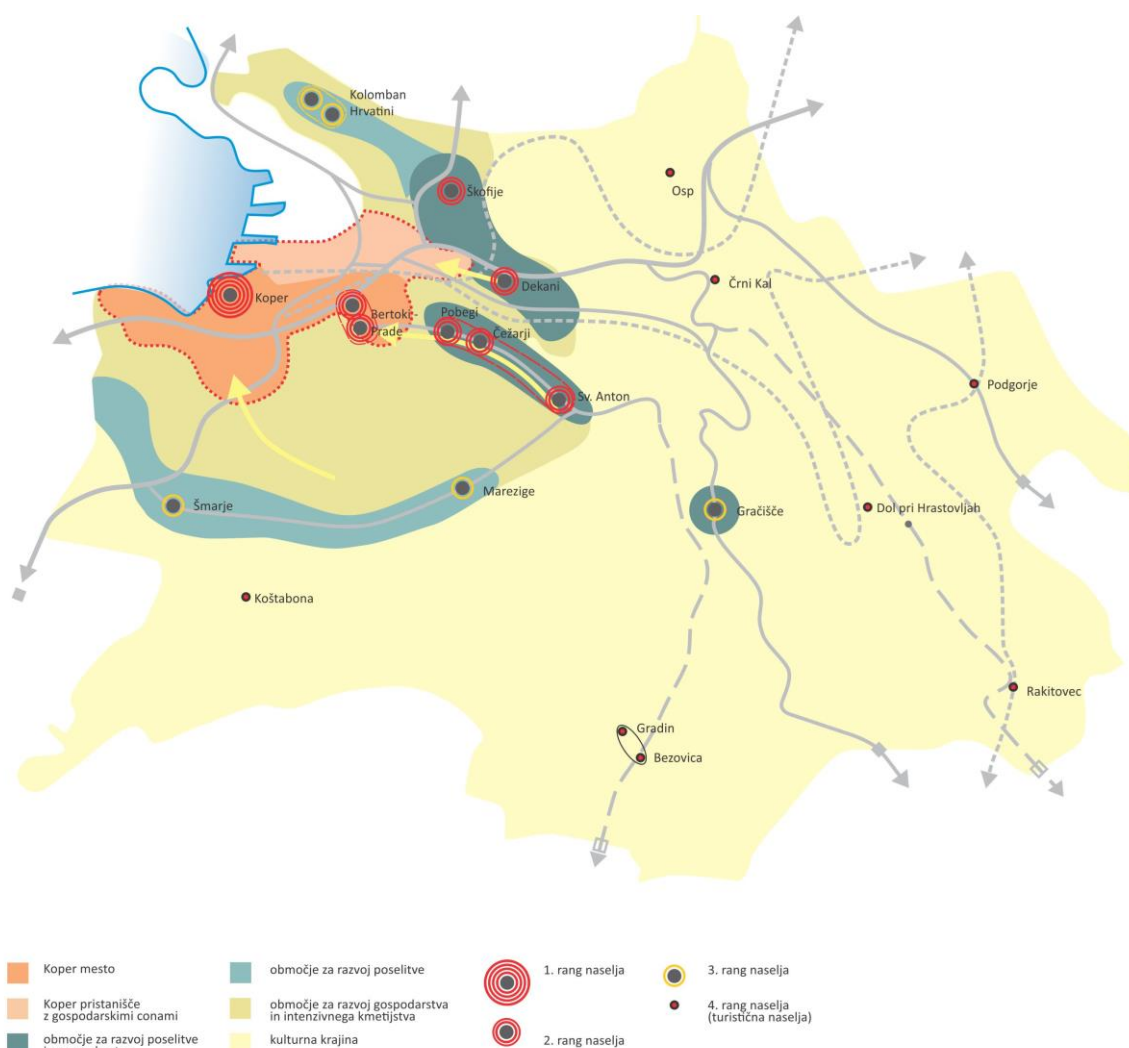 Kolomban
Hrvatini
Škofije
Osp
Dekani
Črni Kal
Koper
Bertoki-
Prade
Pobegi
Čežarji
Sv. Anton
Podgorje
Marezige
Šmarje
Gračišče
Dol pri Hrastovljah
Koštabona
Rakitovec
Gradin
Bezovica
Koper mesto
Koper pristanišče
z gospodarskimi conami
območje za razvoj poselitve
območje za razvoj poselitve
območje za razvoj gospodarstva
in intenzivnega kmetijstva
kulturna krajina
1. rang naselja
2. rang naselja
3. rang naselja
4. rang naselja
(turistična naselja)